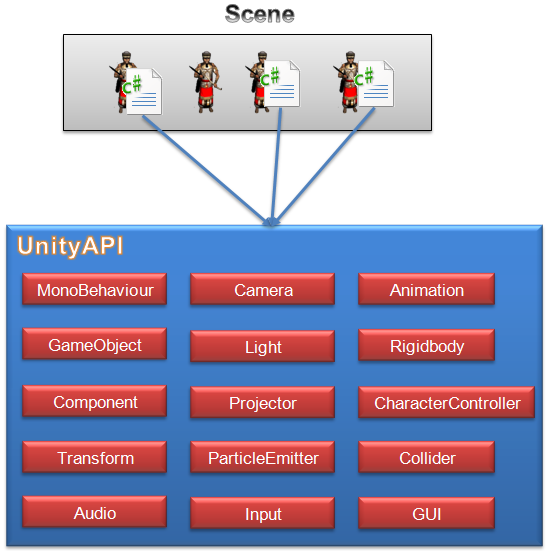 Scene
C#
C#
C#
UnityAPI
MonoBehaviour
Camera
Animation
GameObject
Light
Rigidbody
Component
Projector
CharacterController
Transform
ParticleEmitter
Collider
Audio
Input
GUI